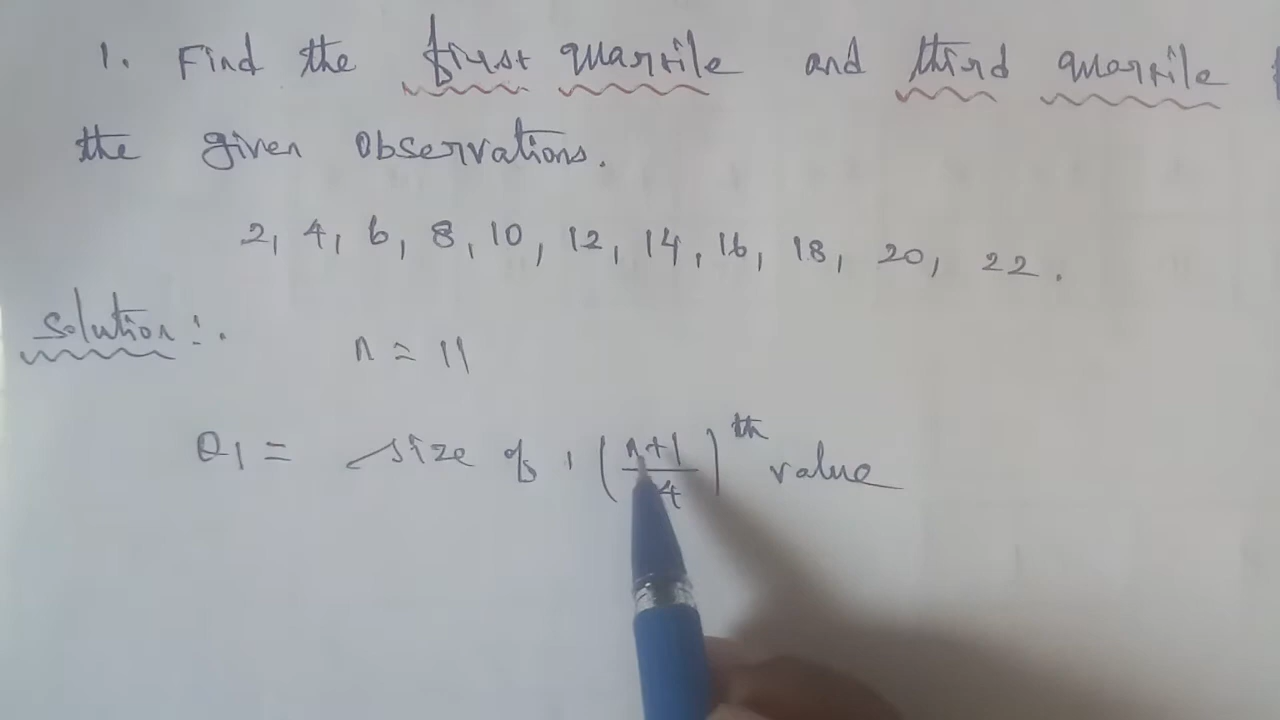 1. Find the first quartile and third quartile
the given observations.
2, 4, 6, 8, 10, 12, 14, 16, 18, 20, 22.
Solution:.
n = 11
Q1 = size of 1 (n+1/4)th value